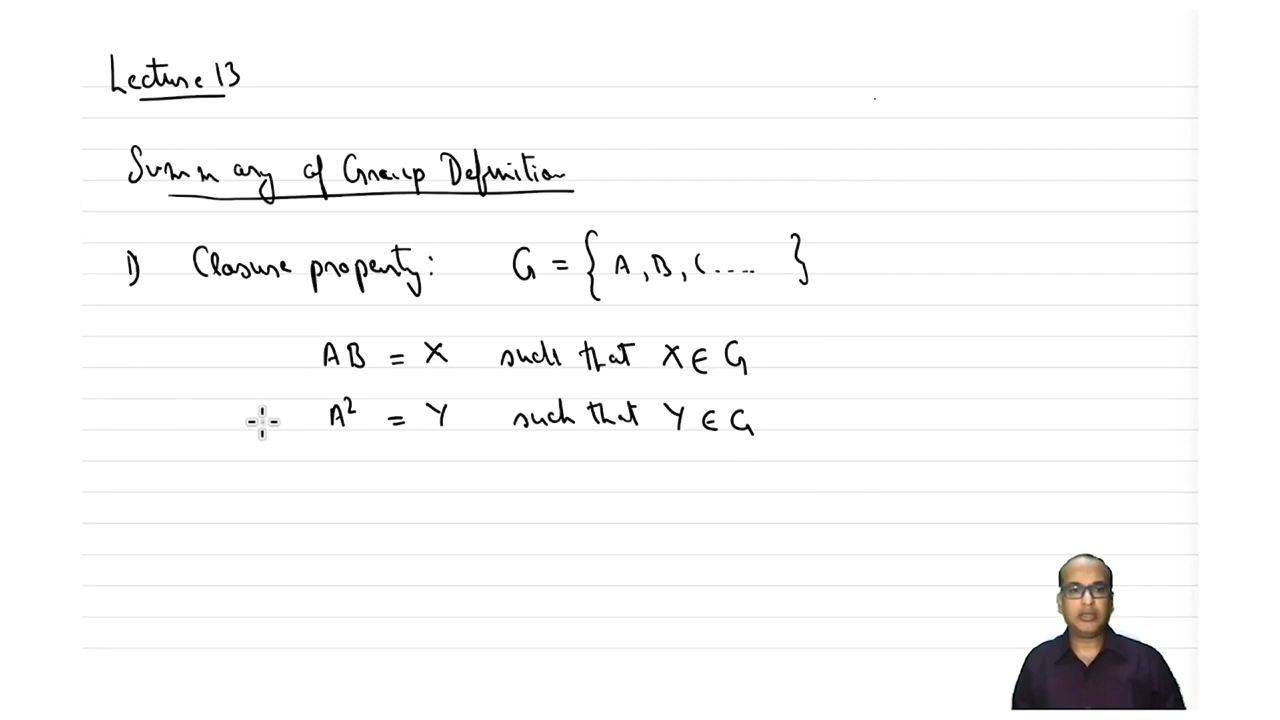 Lecture 13
Summary of Group Definition
1) Closure property: G = { A, B, C .... }
AB = X such that X ∈ G
A² = Y such that Y ∈ G